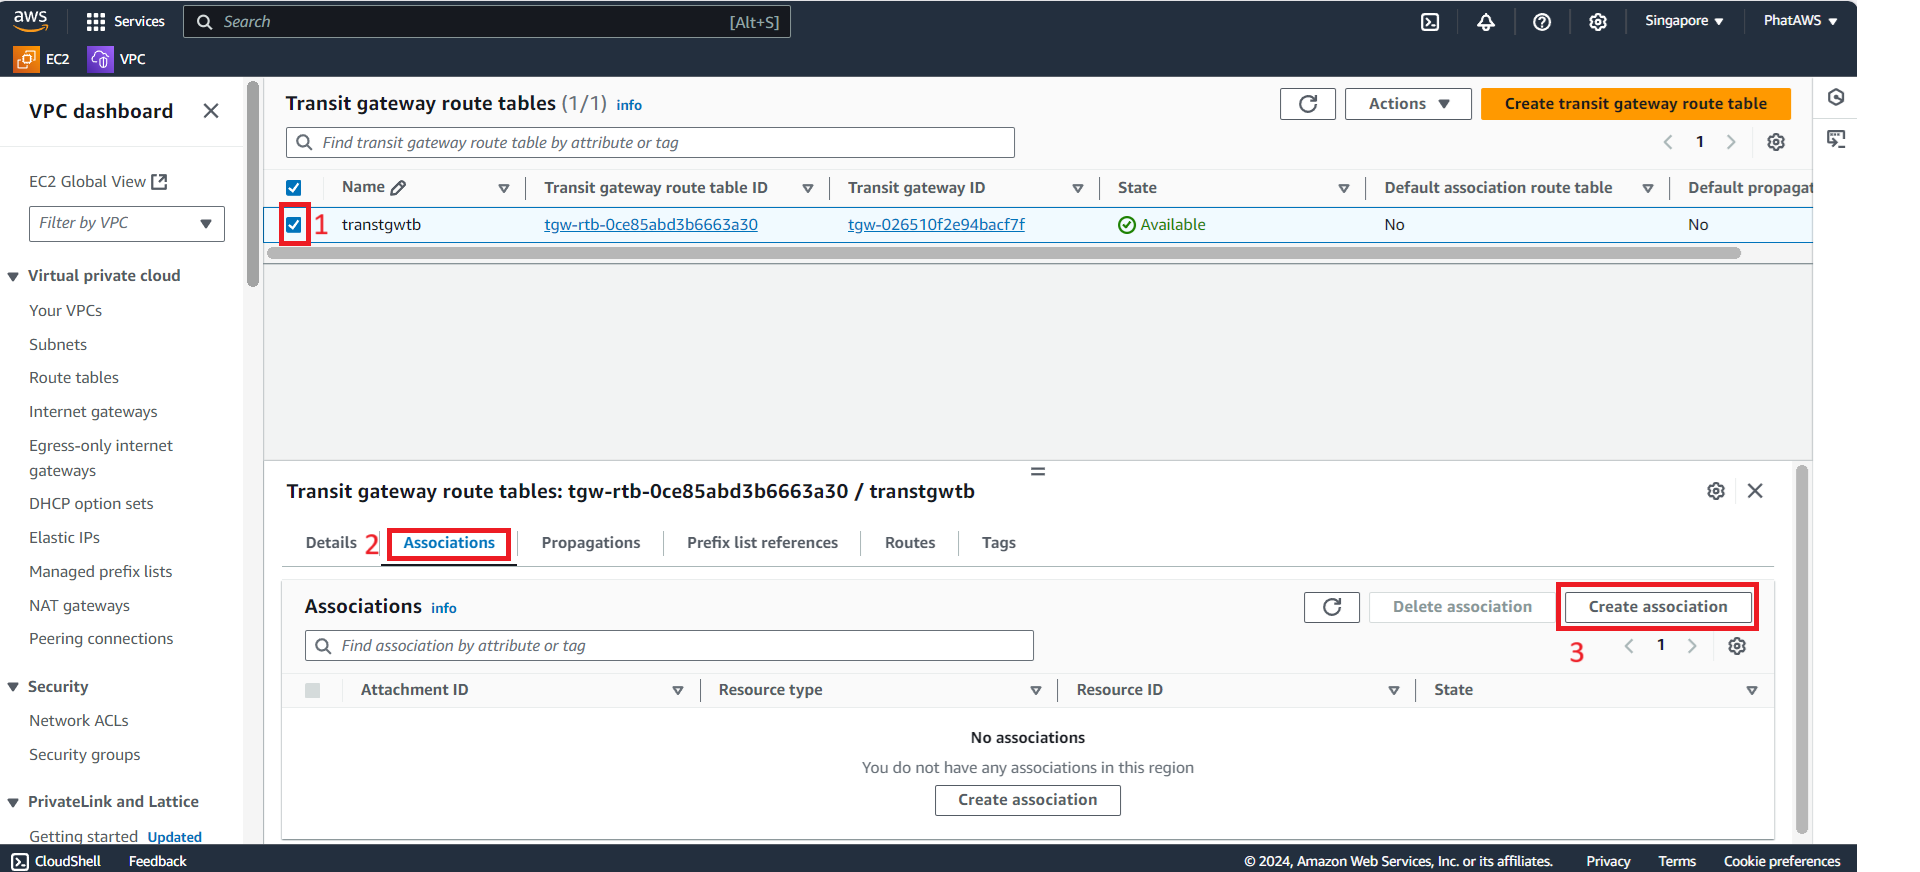 aws Services Search [Alt+S] Singapore PhatAWS
EC2 VPC
VPC dashboard
EC2 Global View
Filter by VPC
Virtual private cloud
Your VPCs
Subnets
Route tables
Internet gateways
Egress-only internet
gateways
DHCP option sets
Elastic IPs
Managed prefix lists
NAT gateways
Peering connections
Security
Network ACLs
Security groups
PrivateLink and Lattice
Getting started Updated
Transit gateway route tables (1/1) info
Actions
Create transit gateway route table
Find transit gateway route table by attribute or tag
1
Name Transit gateway route table ID Transit gateway ID State Default association route table Default propagat
1 transtgwtb tgw-rtb-0ce85abd3b6663a30 tgw-026510f2e94bacf7f Available No No
Transit gateway route tables: tgw-rtb-0ce85abd3b6663a30 / transtgwtb
Details 2 Associations Propagations Prefix list references Routes Tags
Associations info
Delete association Create association
Find association by attribute or tag
3 1
Attachment ID Resource type Resource ID State
No associations
You do not have any associations in this region
Create association
CloudShell Feedback © 2024, Amazon Web Services, Inc. or its affiliates. Privacy Terms Cookie preferences